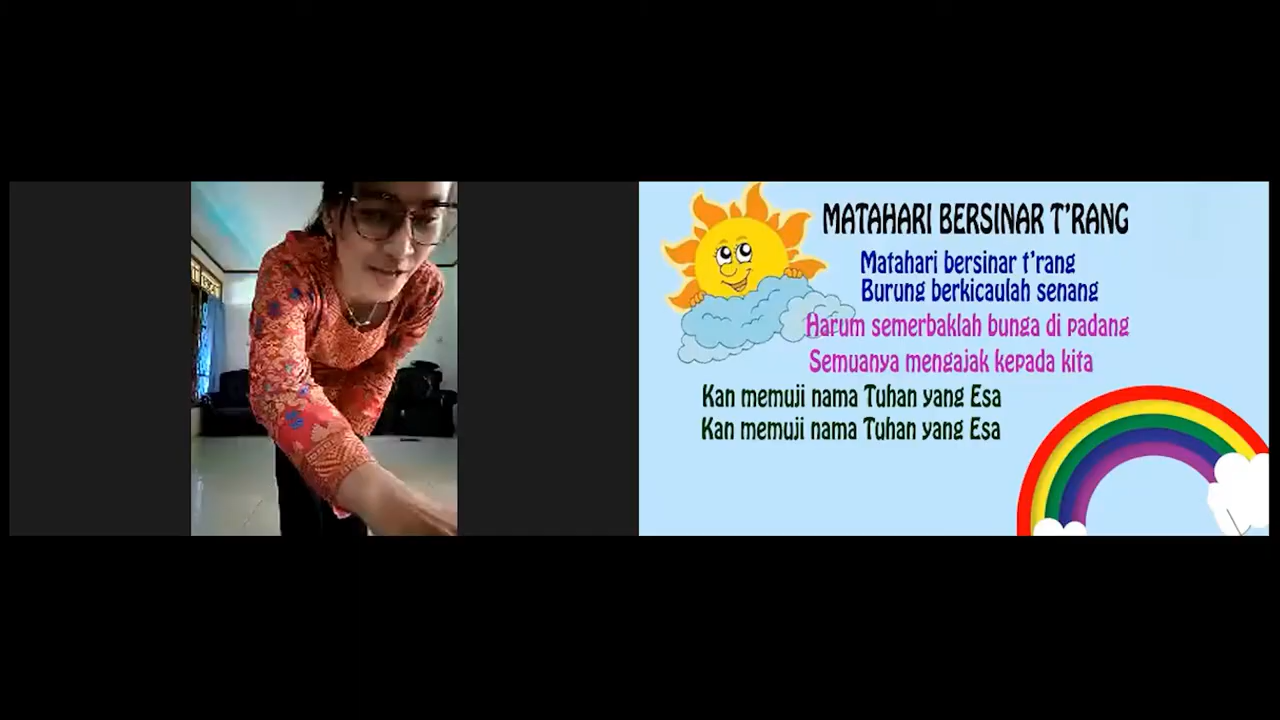 MATAHARI BERSINAR T'RANG
Matahari bersinar t'rang
Burung berkicaulah senang
Harum semerbaklah bunga di padang
Semuanya mengajak kepada kita
Kan memuji nama Tuhan yang Esa
Kan memuji nama Tuhan yang Esa